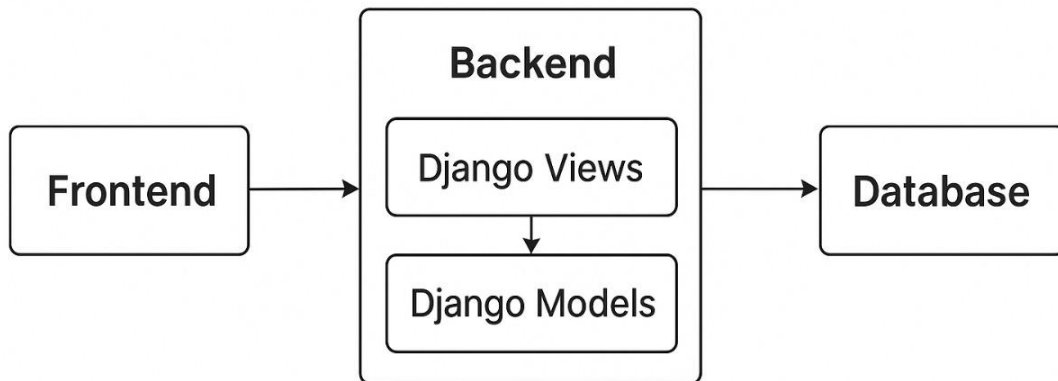 Frontend
Backend
Django Views
Django Models
Database